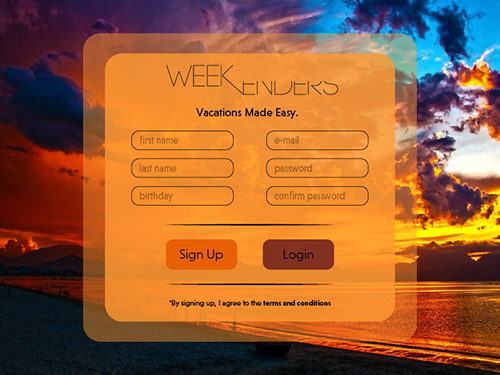 WEEKENDERS
Vacations Made Easy.
first name
e-mail
last name
password
birthday
confirm password
Sign Up
Login
*By signing up, I agree to the terms and conditions